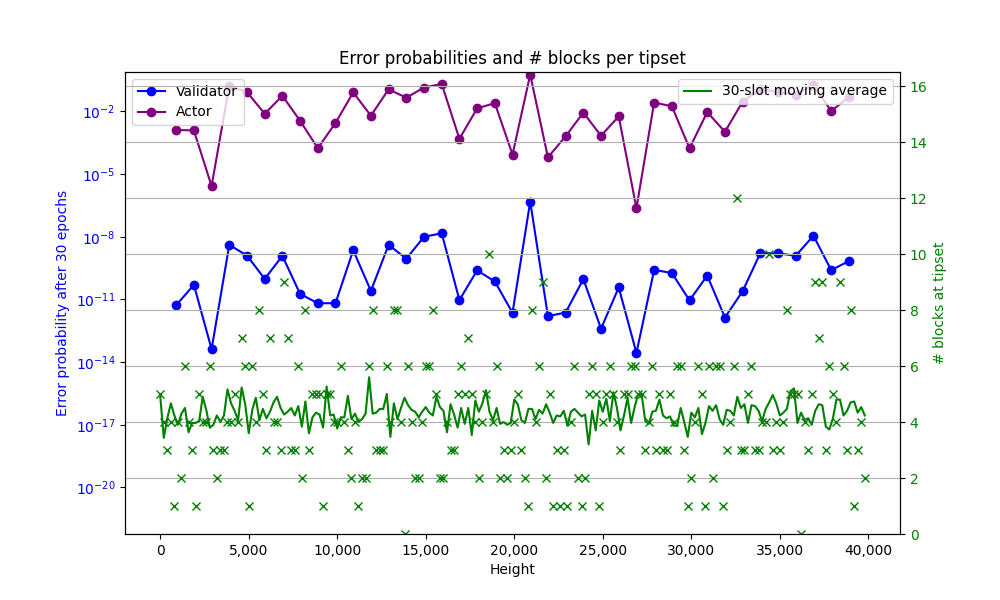 Error probabilities and # blocks per tipset
Validator
Actor
30-slot moving average
Error probability after 30 epochs
10⁻²
10⁻⁵
10⁻⁸
10⁻¹¹
10⁻¹⁴
10⁻¹⁷
10⁻²⁰
# blocks at tipset
16
14
12
10
8
6
4
2
0
0 5,000 10,000 15,000 20,000 25,000 30,000 35,000 40,000
Height